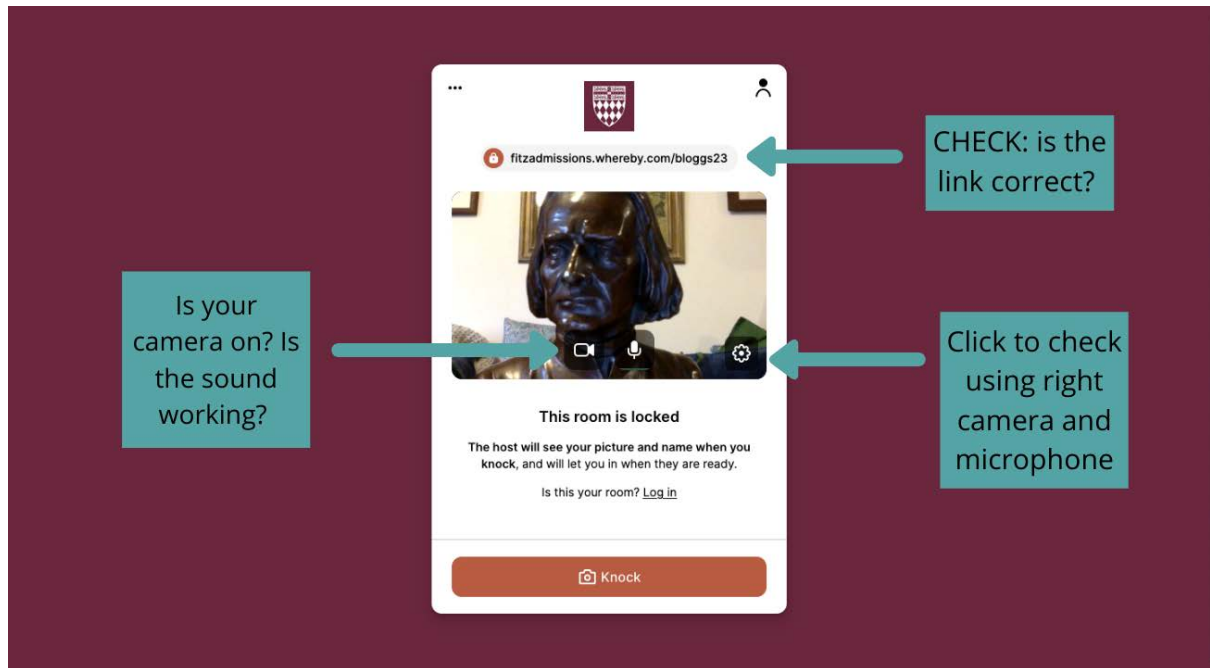 ...
fitzadmissions.whereby.com/bloggs23
CHECK: is the
link correct?
Is your
camera on? Is
the sound
working?
Click to check
using right
camera and
microphone
This room is locked
The host will see your picture and name when you
knock, and will let you in when they are ready.
Is this your room? Log in
Knock